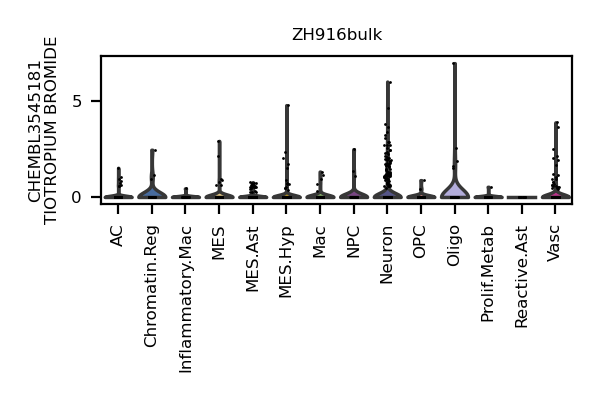 ZH916bulk
CHEMBL3545181
TIOTROPIUM BROMIDE
5
0
AC
Chromatin.Reg
Inflammatory.Mac
MES
MES.Ast
MES.Hyp
Mac
NPC
Neuron
OPC
Oligo
Prolif.Metab
Reactive.Ast
Vasc